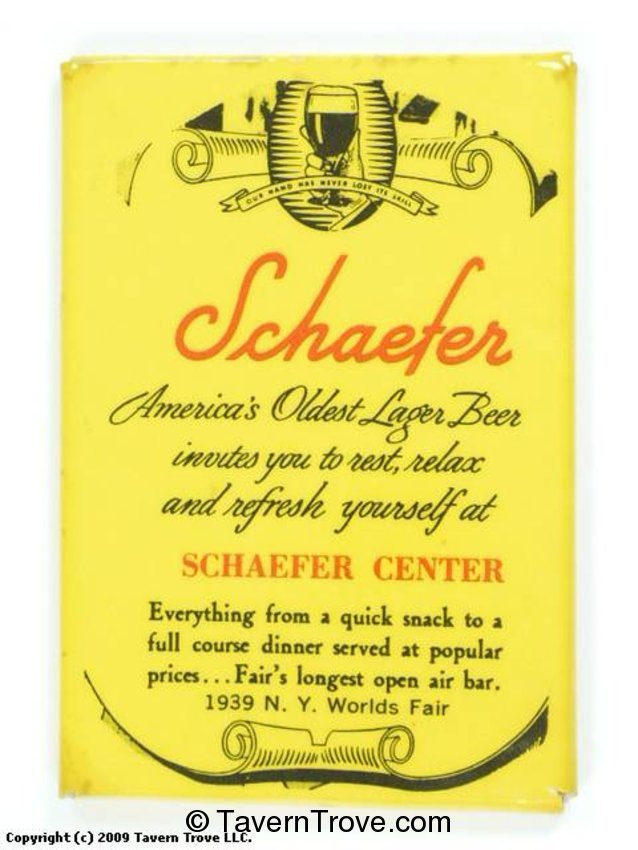 OUR HAND HAS NEVER LOST ITS SKILL
Schaefer
America's Oldest Lager Beer
invites you to rest, relax
and refresh yourself at
SCHAEFER CENTER
Everything from a quick snack to a
full course dinner served at popular
prices... Fair's longest open air bar.
1939 N. Y. Worlds Fair
© TavernTrove.com
Copyright (c) 2009 Tavern Trove LLC.